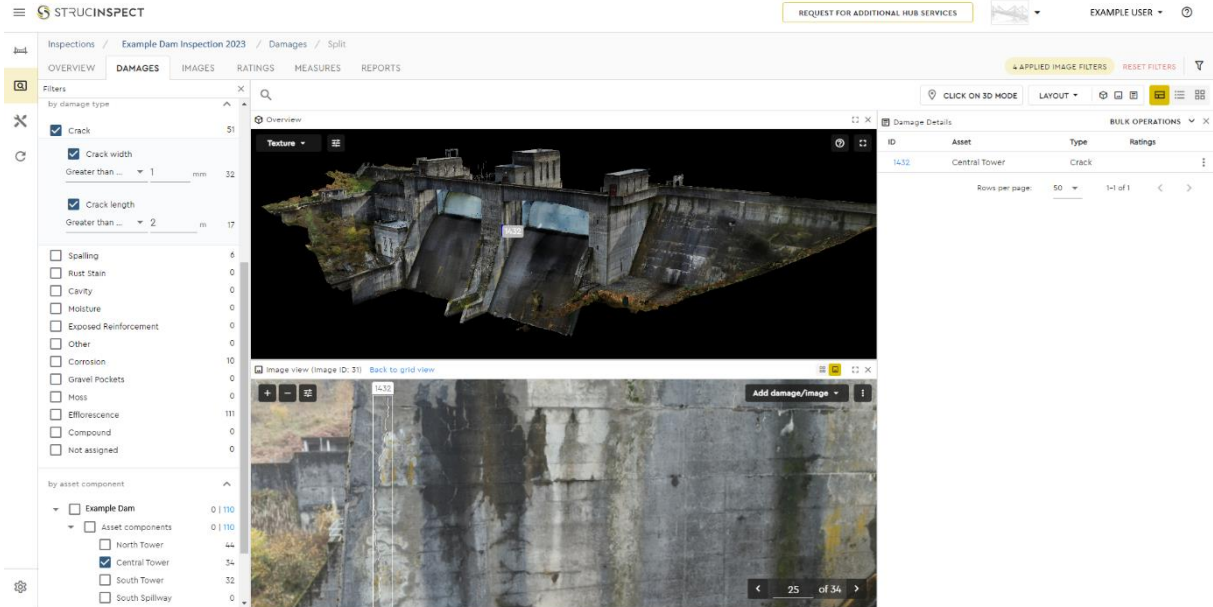 STRUCINSPECT
REQUEST FOR ADDITIONAL HUB SERVICES
EXAMPLE USER
Inspections / Example Dam Inspection 2023 / Damages / Split
OVERVIEW DAMAGES IMAGES RATINGS MEASURES REPORTS
4 APPLIED IMAGE FILTERS RESET FILTERS
Filters
by damage type
Crack 51
Crack width
Greater than ... 1 mm 32
Crack length
Greater than ... 2 m 17
Spalling 6
Rust Stain 0
Cavity 0
Moisture 0
Exposed Reinforcement 0
Other 0
Corrosion 10
Gravel Pockets 0
Moss 0
Efflorescence 111
Compound 0
Not assigned 0
by asset component
Example Dam 0 | 110
Asset components 0 | 110
North Tower 44
Central Tower 34
South Tower 32
South Spillway 0
CLICK ON 3D MODE LAYOUT
Overview
Texture
1432
Image view (Image ID: 31) Back to grid view
1432
Add damage/image
25 of 34
Damage Details BULK OPERATIONS
ID Asset Type Ratings
1432 Central Tower Crack
Rows per page: 50 1-1 of 1